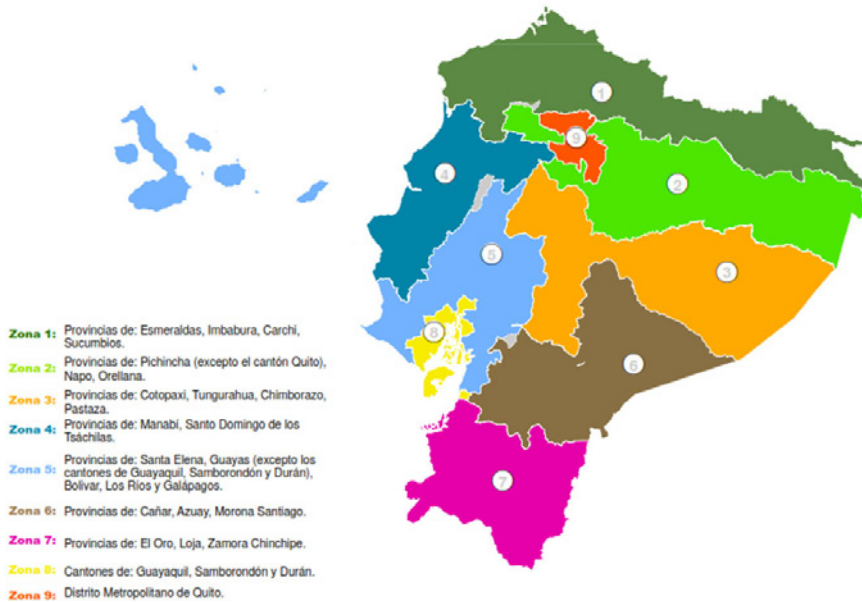 1
9
2
4
5
3
8
6
7
Zona 1: Provincias de: Esmeraldas, Imbabura, Carchi,
Sucumbios.
Zona 2: Provincias de: Pichincha (excepto el cantón Quito),
Napo, Orellana.
Zona 3: Provincias de: Cotopaxi, Tungurahua, Chimborazo,
Pastaza.
Zona 4: Provincias de: Manabí, Santo Domingo de los
Tsáchilas.
Zona 5: Provincias de: Santa Elena, Guayas (excepto los
cantones de Guayaquil, Samborondón y Durán),
Bolívar, Los Ríos y Galápagos.
Zona 6: Provincias de: Cañar, Azuay, Morona Santiago.
Zona 7: Provincias de: El Oro, Loja, Zamora Chinchipe.
Zona 8: Cantones de: Guayaquil, Samborondón y Durán.
Zona 9: Distrito Metropolitano de Quito.